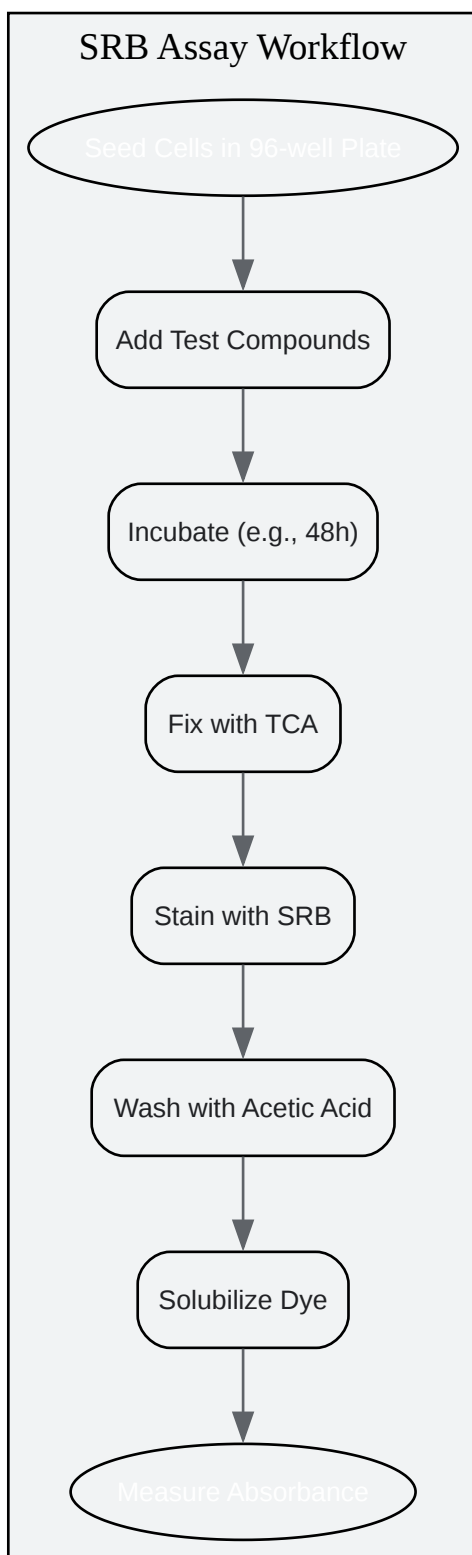 SRB Assay Workflow
Seed Cells in 96-well Plate
Add Test Compounds
Incubate (e.g., 48h)
Fix with TCA
Stain with SRB
Wash with Acetic Acid
Solubilize Dye
Measure Absorbance